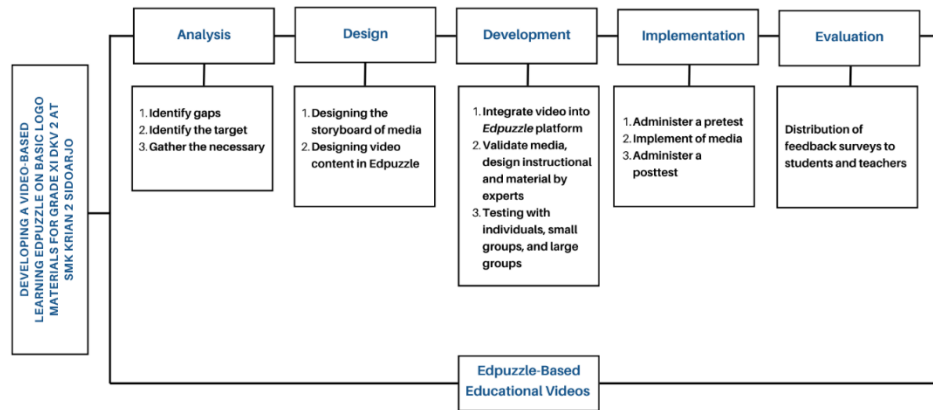 DEVELOPING A VIDEO-BASED
LEARNING EDPUZZLE ON BASIC LOGO
MATERIALS FOR GRADE XI DKV 2 AT
SMK KRIAN 2 SIDOARJO
Analysis
1. Identify gaps
2. Identify the target
3. Gather the necessary
Design
1. Designing the
storyboard of media
2. Designing video
content in Edpuzzle
Development
1. Integrate video into
Edpuzzle platform
2. Validate media,
design instructional
and material by
experts
3. Testing with
individuals, small
groups, and large
groups
Implementation
1. Administer a pretest
2. Implement of media
3. Administer a
posttest
Evaluation
Distribution of
feedback surveys to
students and teachers
Edpuzzle-Based
Educational Videos